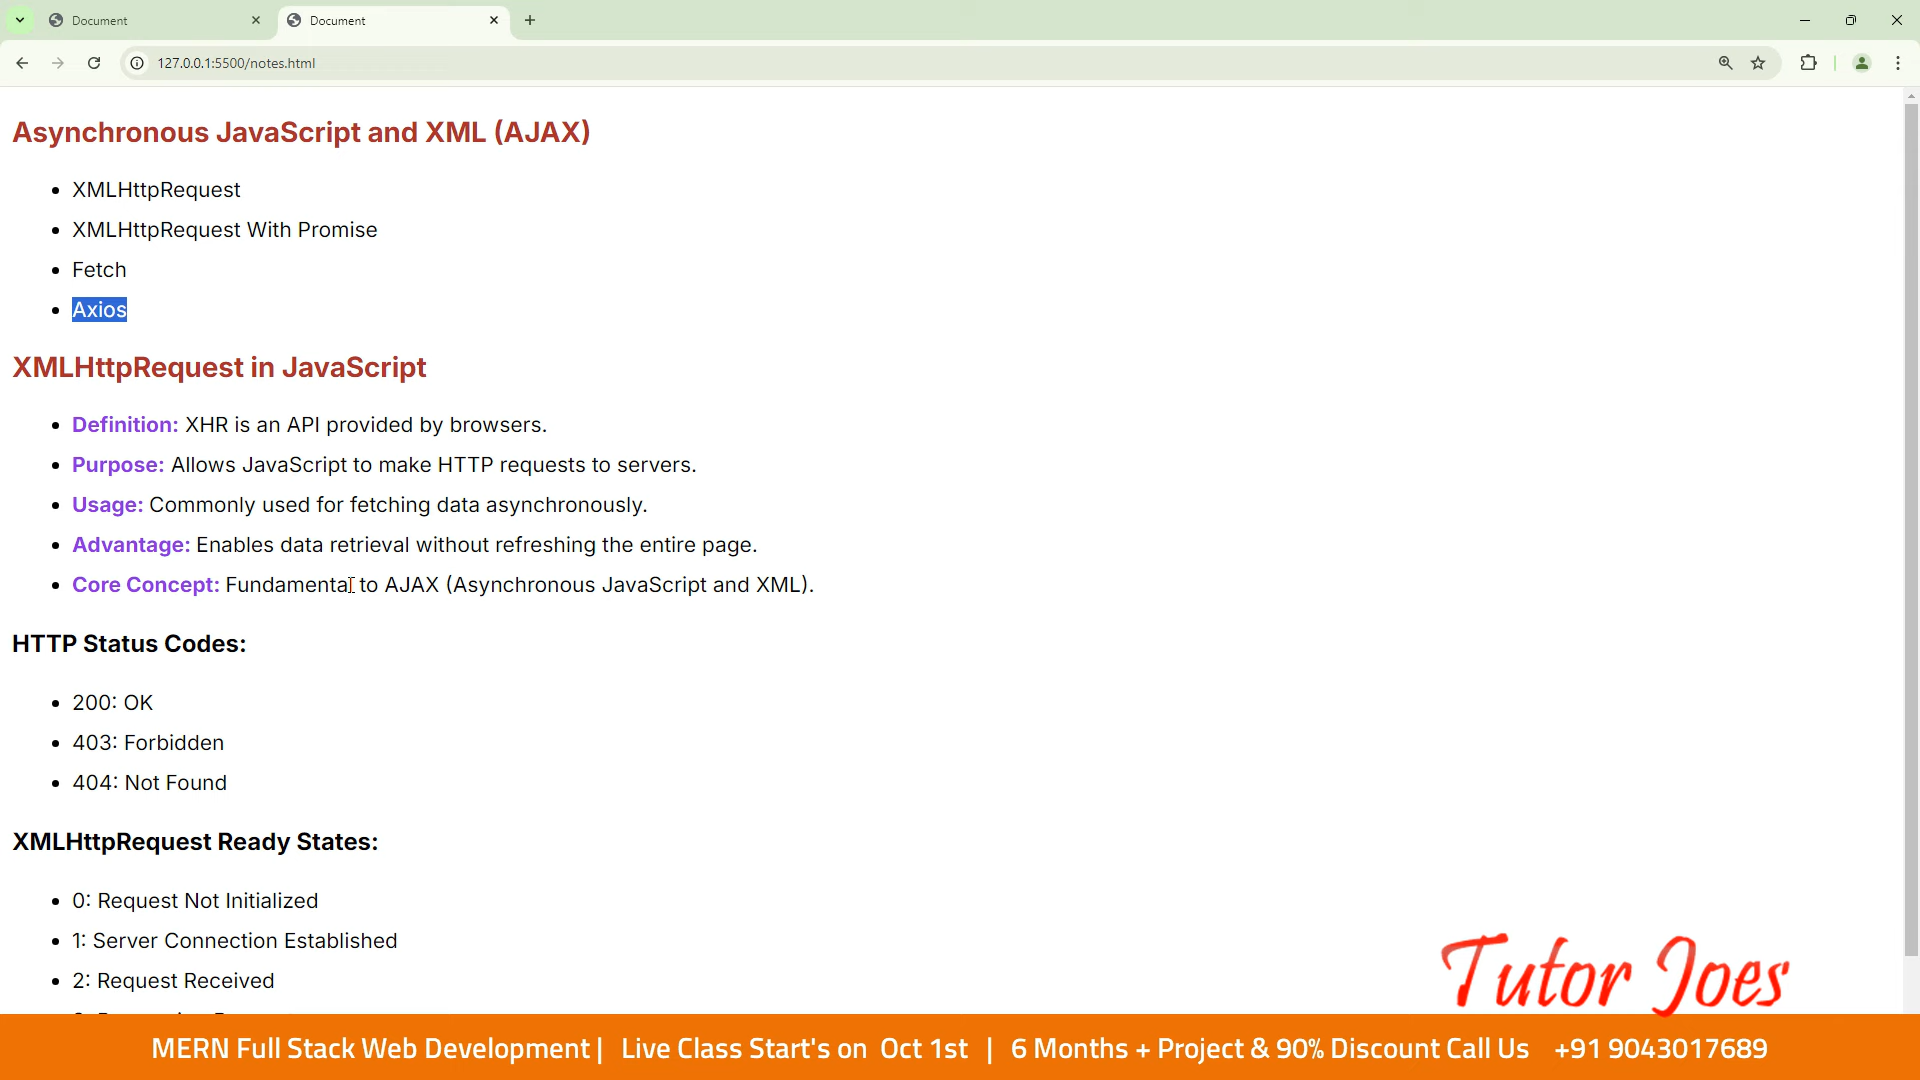 Document
Document
127.0.0.1:5500/notes.html
Asynchronous JavaScript and XML (AJAX)
XMLHttpRequest
XMLHttpRequest With Promise
Fetch
Axios
XMLHttpRequest in JavaScript
Definition: XHR is an API provided by browsers.
Purpose: Allows JavaScript to make HTTP requests to servers.
Usage: Commonly used for fetching data asynchronously.
Advantage: Enables data retrieval without refreshing the entire page.
Core Concept: Fundamental to AJAX (Asynchronous JavaScript and XML).
HTTP Status Codes:
200: OK
403: Forbidden
404: Not Found
XMLHttpRequest Ready States:
0: Request Not Initialized
1: Server Connection Established
2: Request Received
Tutor Joes
MERN Full Stack Web Development | Live Class Start's on Oct 1st | 6 Months + Project & 90% Discount Call Us +91 9043017689